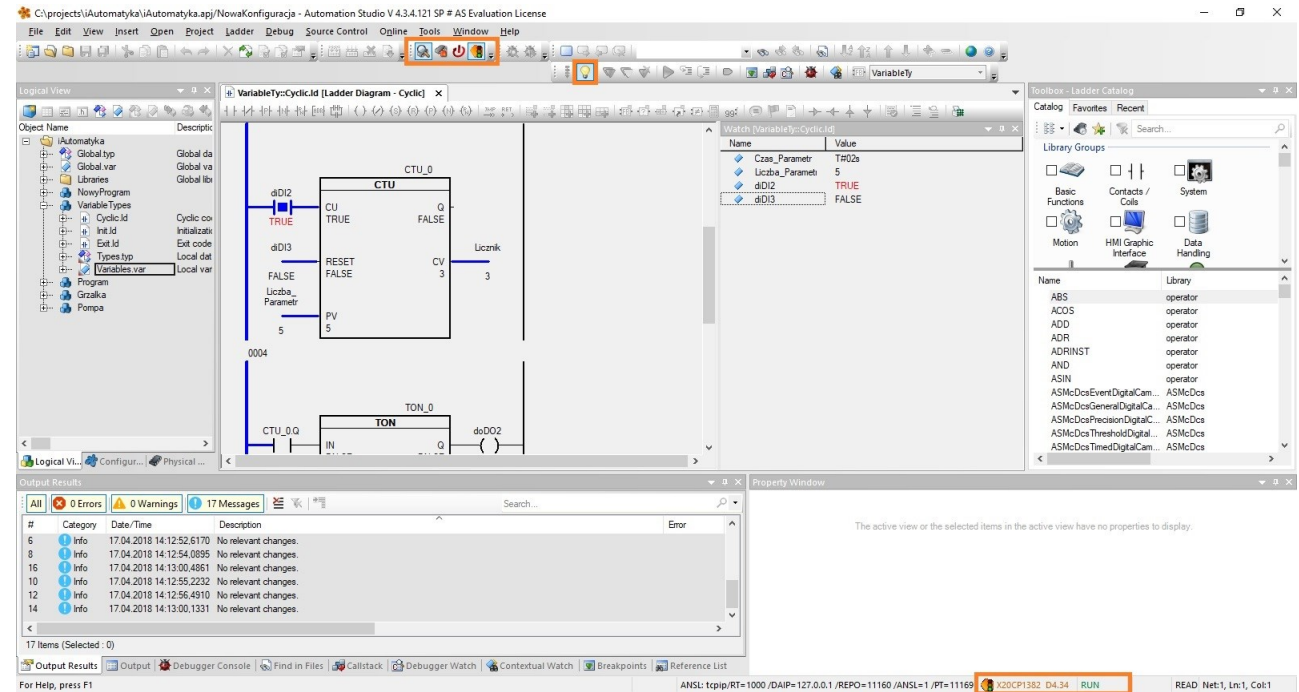 C:\projects\iAutomatyka\iAutomatyka.apj/NowaKonfiguracja - Automation Studio V 4.3.4.121 SP # AS Evaluation License
File Edit View Insert Open Project Ladder Debug Source Control Online Tools Window Help
VariableTy
Logical View
VariableTy::Cyclic.ld [Ladder Diagram - Cyclic]
Toolbox - Ladder Catalog
Object Name Descriptic
iAutomatyka
Global.typ Global da
Global.var Global va
Libraries Global libr
NowyProgram
VariableTypes
Cyclic.ld Cyclic co
Init.ld Initializatic
Exit.ld Exit code
Types.typ Local dat
Variables.var Local var
Program
Grzalka
Pompa
Logical Vi... Configur... Physical ...
CTU_0
CTU
diDI2
CU Q
TRUE TRUE FALSE
diDI3 Licznik
RESET CV
FALSE FALSE 3 3
Liczba_
Parametr
PV
5 5
0004
TON_0
TON
CTU_0.Q doDO2
IN Q
Watch [VariableTy::Cyclic.ld]
Name Value
Czas_Parametr T#02s
Liczba_Parametr 5
diDI2 TRUE
diDI3 FALSE
Catalog Favorites Recent
Search...
Library Groups
Basic Functions
Contacts / Coils
System
Motion
HMI Graphic Interface
Data Handling
Name Library
ABS operator
ACOS operator
ADD operator
ADR operator
ADRINST operator
AND operator
ASIN operator
ASMcDcsEventDigitalCam... ASMcDcs
ASMcDcsGeneralDigitalCa... ASMcDcs
ASMcDcsPrecisionDigitalC... ASMcDcs
ASMcDcsThresholdDigital... ASMcDcs
ASMcDcsTimedDigitalCam... ASMcDcs
Output Results
All 0 Errors 0 Warnings 17 Messages Search...
# Category Date/Time Description Error
6 Info 17.04.2018 14:12:52,6170 No relevant changes.
8 Info 17.04.2018 14:12:54,0895 No relevant changes.
16 Info 17.04.2018 14:13:00,4861 No relevant changes.
10 Info 17.04.2018 14:12:55,2232 No relevant changes.
12 Info 17.04.2018 14:12:56,4910 No relevant changes.
14 Info 17.04.2018 14:13:00,1331 No relevant changes.
17 Items (Selected : 0)
Output Results Output Debugger Console Find in Files Callstack Debugger Watch Contextual Watch Breakpoints Reference List
Property Window
The active view or the selected items in the active view have no properties to display.
For Help, press F1
ANSL: tcpip/RT=1000 /DAIP=127.0.0.1 /REPO=11160 /ANSL=1 /PT=11169 X20CP1382 D4.34 RUN READ Net:1, Ln:1, Col:1